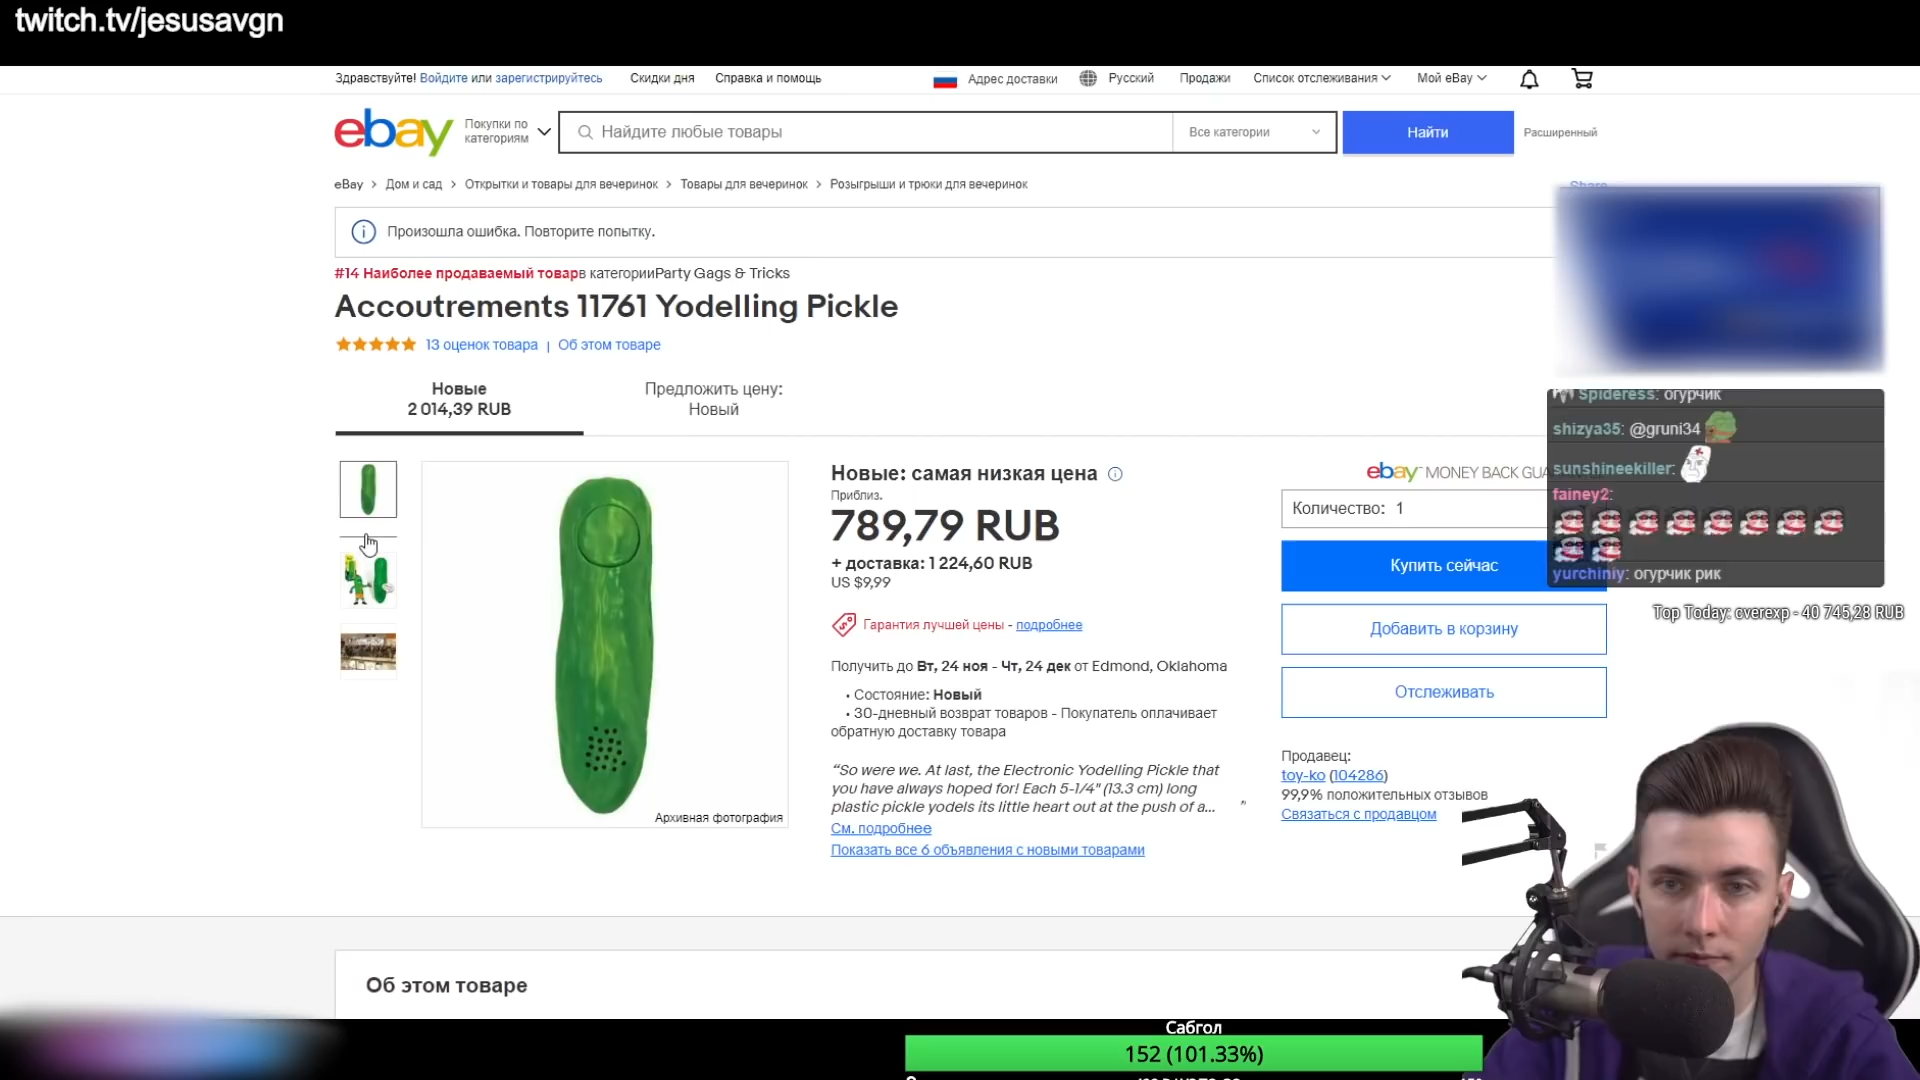 twitch.tv/jesusavgn
Здравствуйте! Войдите или зарегистрируйтесь Скидки дня Справка и помощь Адрес доставки Русский Продажи Список отслеживания Мой eBay
ebay Покупки по категориям Найдите любые товары Все категории Найти Расширенный
eBay > Дом и сад > Открытки и товары для вечеринок > Товары для вечеринок > Розыгрыши и трюки для вечеринок
Share
Произошла ошибка. Повторите попытку.
#14 Наиболее продаваемый товарв категорииParty Gags & Tricks
Accoutrements 11761 Yodelling Pickle
13 оценок товара | Об этом товаре
Новые
2 014,39 RUB
Предложить цену:
Новый
Архивная фотография
Новые: самая низкая цена
Приблиз.
789,79 RUB
+ доставка: 1 224,60 RUB
US $9,99
Гарантия лучшей цены - подробнее
Получить до Вт, 24 ноя - Чт, 24 дек от Edmond, Oklahoma
• Состояние: Новый
• 30-дневный возврат товаров - Покупатель оплачивает
обратную доставку товара
“So were we. At last, the Electronic Yodelling Pickle that
you have always hoped for! Each 5-1/4" (13.3 cm) long
plastic pickle yodels its little heart out at the push of a... ”
См. подробнее
Показать все 6 объявления с новыми товарами
ebay MONEY BACK GUA
Количество: 1
Купить сейчас
Добавить в корзину
Отслеживать
Продавец:
toy-ko (104286)
99,9% положительных отзывов
Связаться с продавцом
Spideress: огурчик
shizya35: @gruni34
sunshineekiller:
fainey2:
yurchiniy: огурчик рик
Top Today: cverexp - 40 745,28 RUB
Об этом товаре
Сабгол
152 (101.33%)